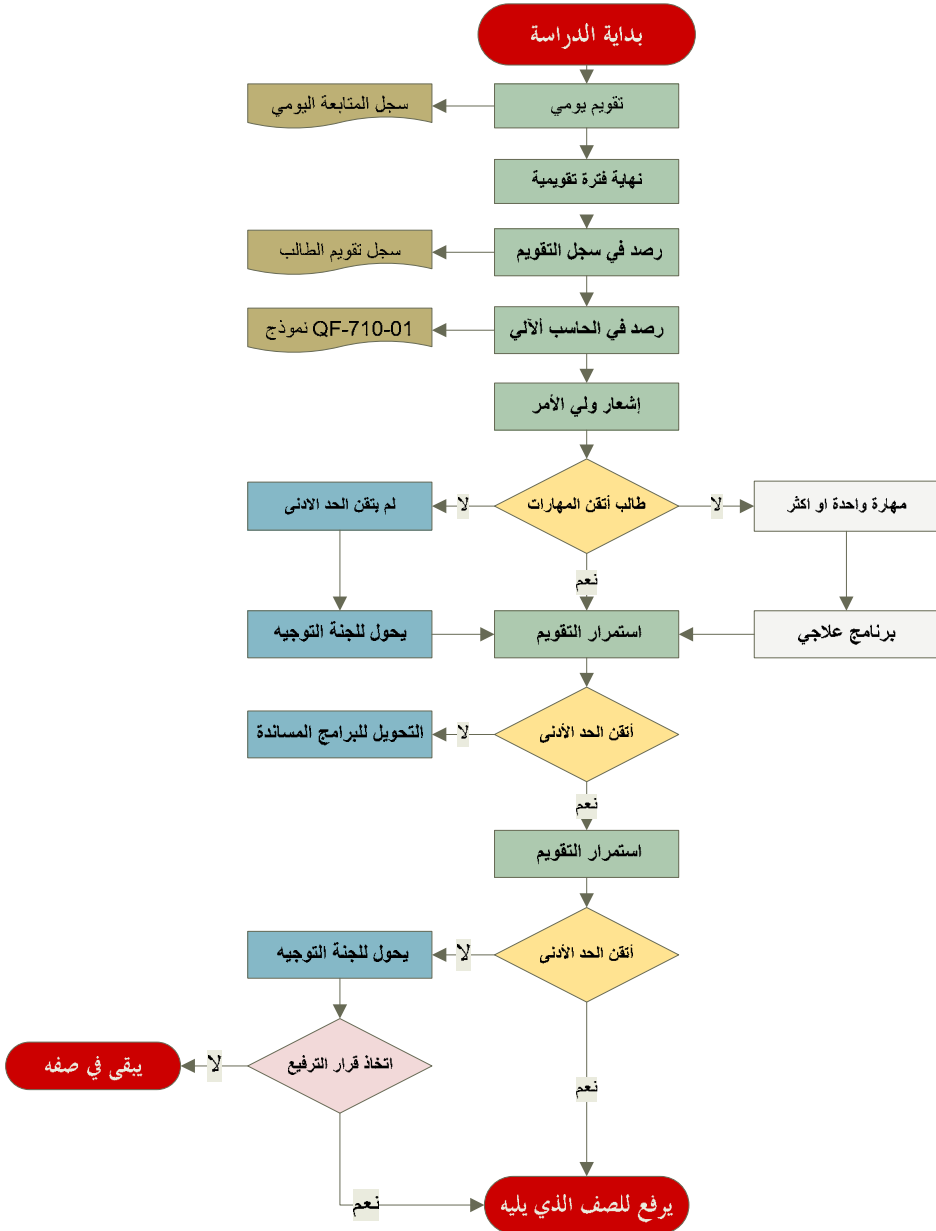 بداية الدراسة
تقويم يومي
سجل المتابعة اليومي
نهاية فترة تقويمية
رصد في سجل التقويم
سجل تقويم الطالب
رصد في الحاسب ألآلي
نموذج QF-710-01
إشعار ولي الأمر
طالب أتقن المهارات
لا
مهارة واحدة او اكثر
لا
لم يتقن الحد الادنى
نعم
برنامج علاجي
استمرار التقويم
يحول للجنة التوجيه
أتقن الحد الأدنى
لا
التحويل للبرامج المساندة
نعم
استمرار التقويم
أتقن الحد الأدنى
لا
يحول للجنة التوجيه
اتخاذ قرار الترفيع
لا
يبقى في صفه
نعم
نعم
يرفع للصف الذي يليه